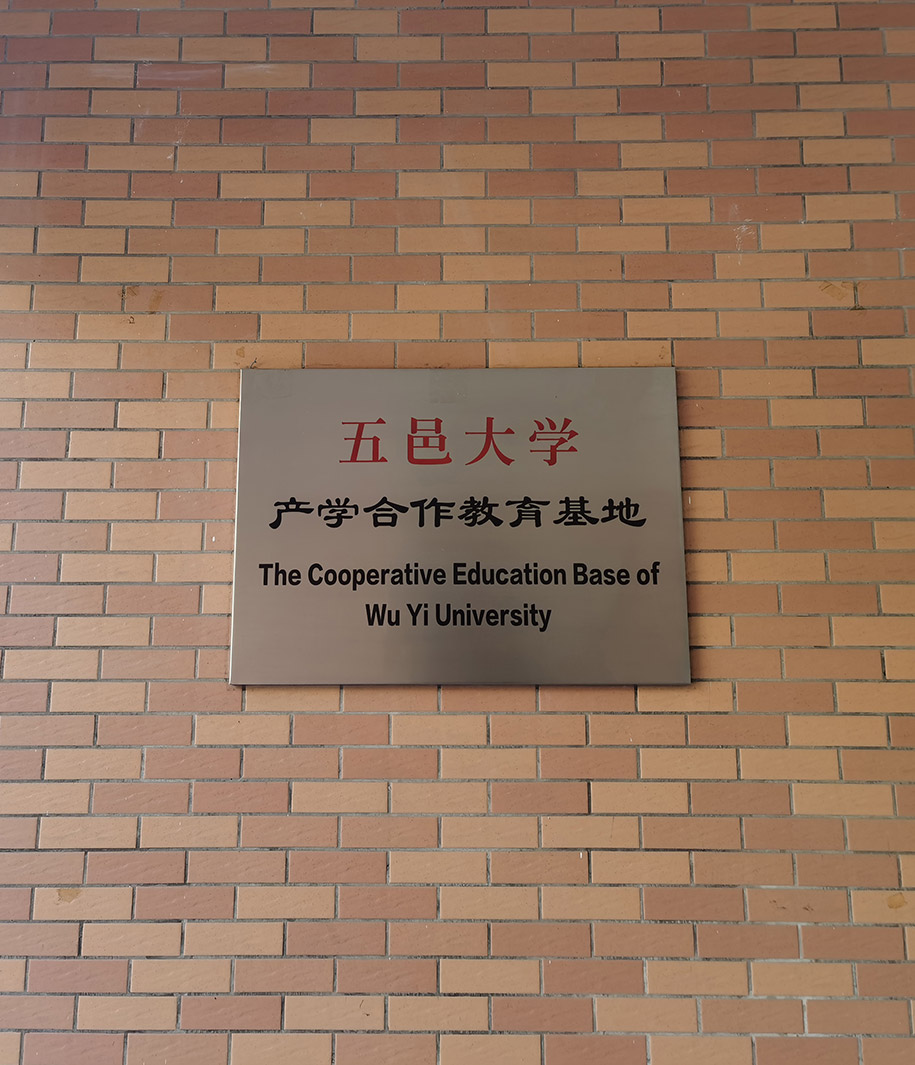 五邑大学
产学合作教育基地
The Cooperative Education Base of
Wu Yi University